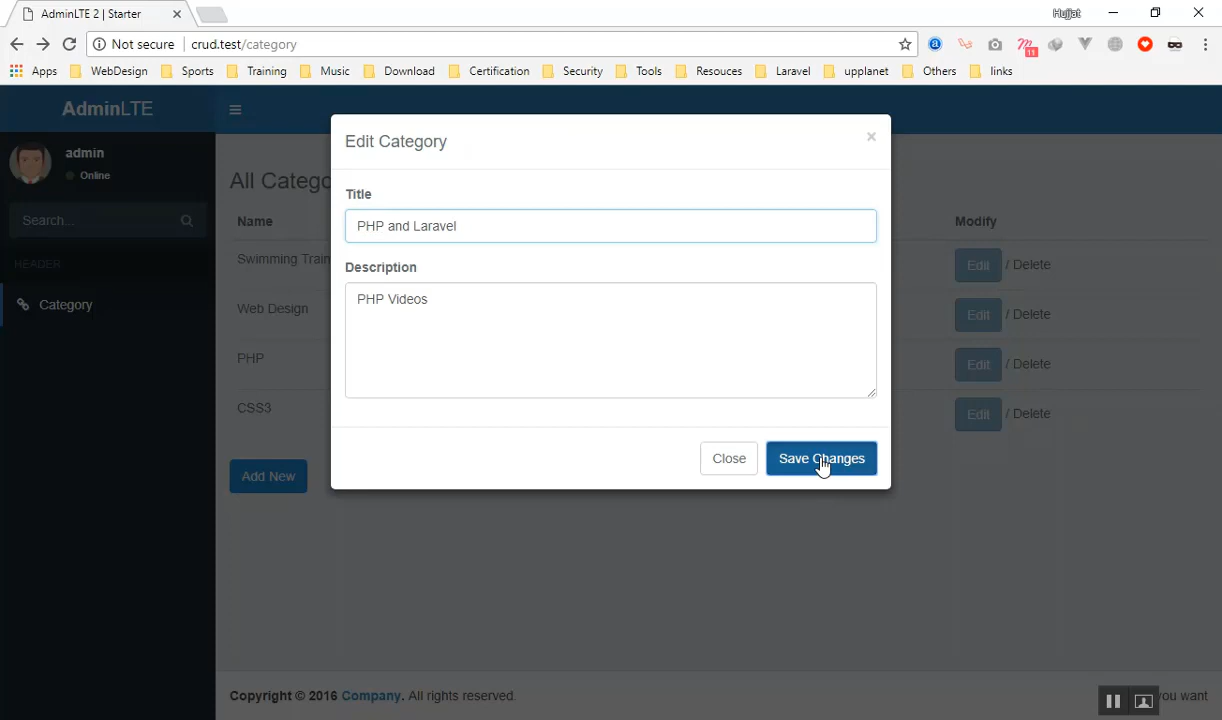 AdminLTE 2 | Starter
Hujjat
Not secure | crud.test/category
11
Apps WebDesign Sports Training Music Download Certification Security Tools Resouces Laravel upplanet Others links
AdminLTE
admin
Online
Search...
HEADER
Category
All Catego
Name Modify
Swimming Train Edit / Delete
Web Design Edit / Delete
PHP Edit / Delete
CSS3 Edit / Delete
Add New
Edit Category ×
Title
PHP and Laravel
Description
PHP Videos
Close Save Changes
Copyright © 2016 Company. All rights reserved. you want